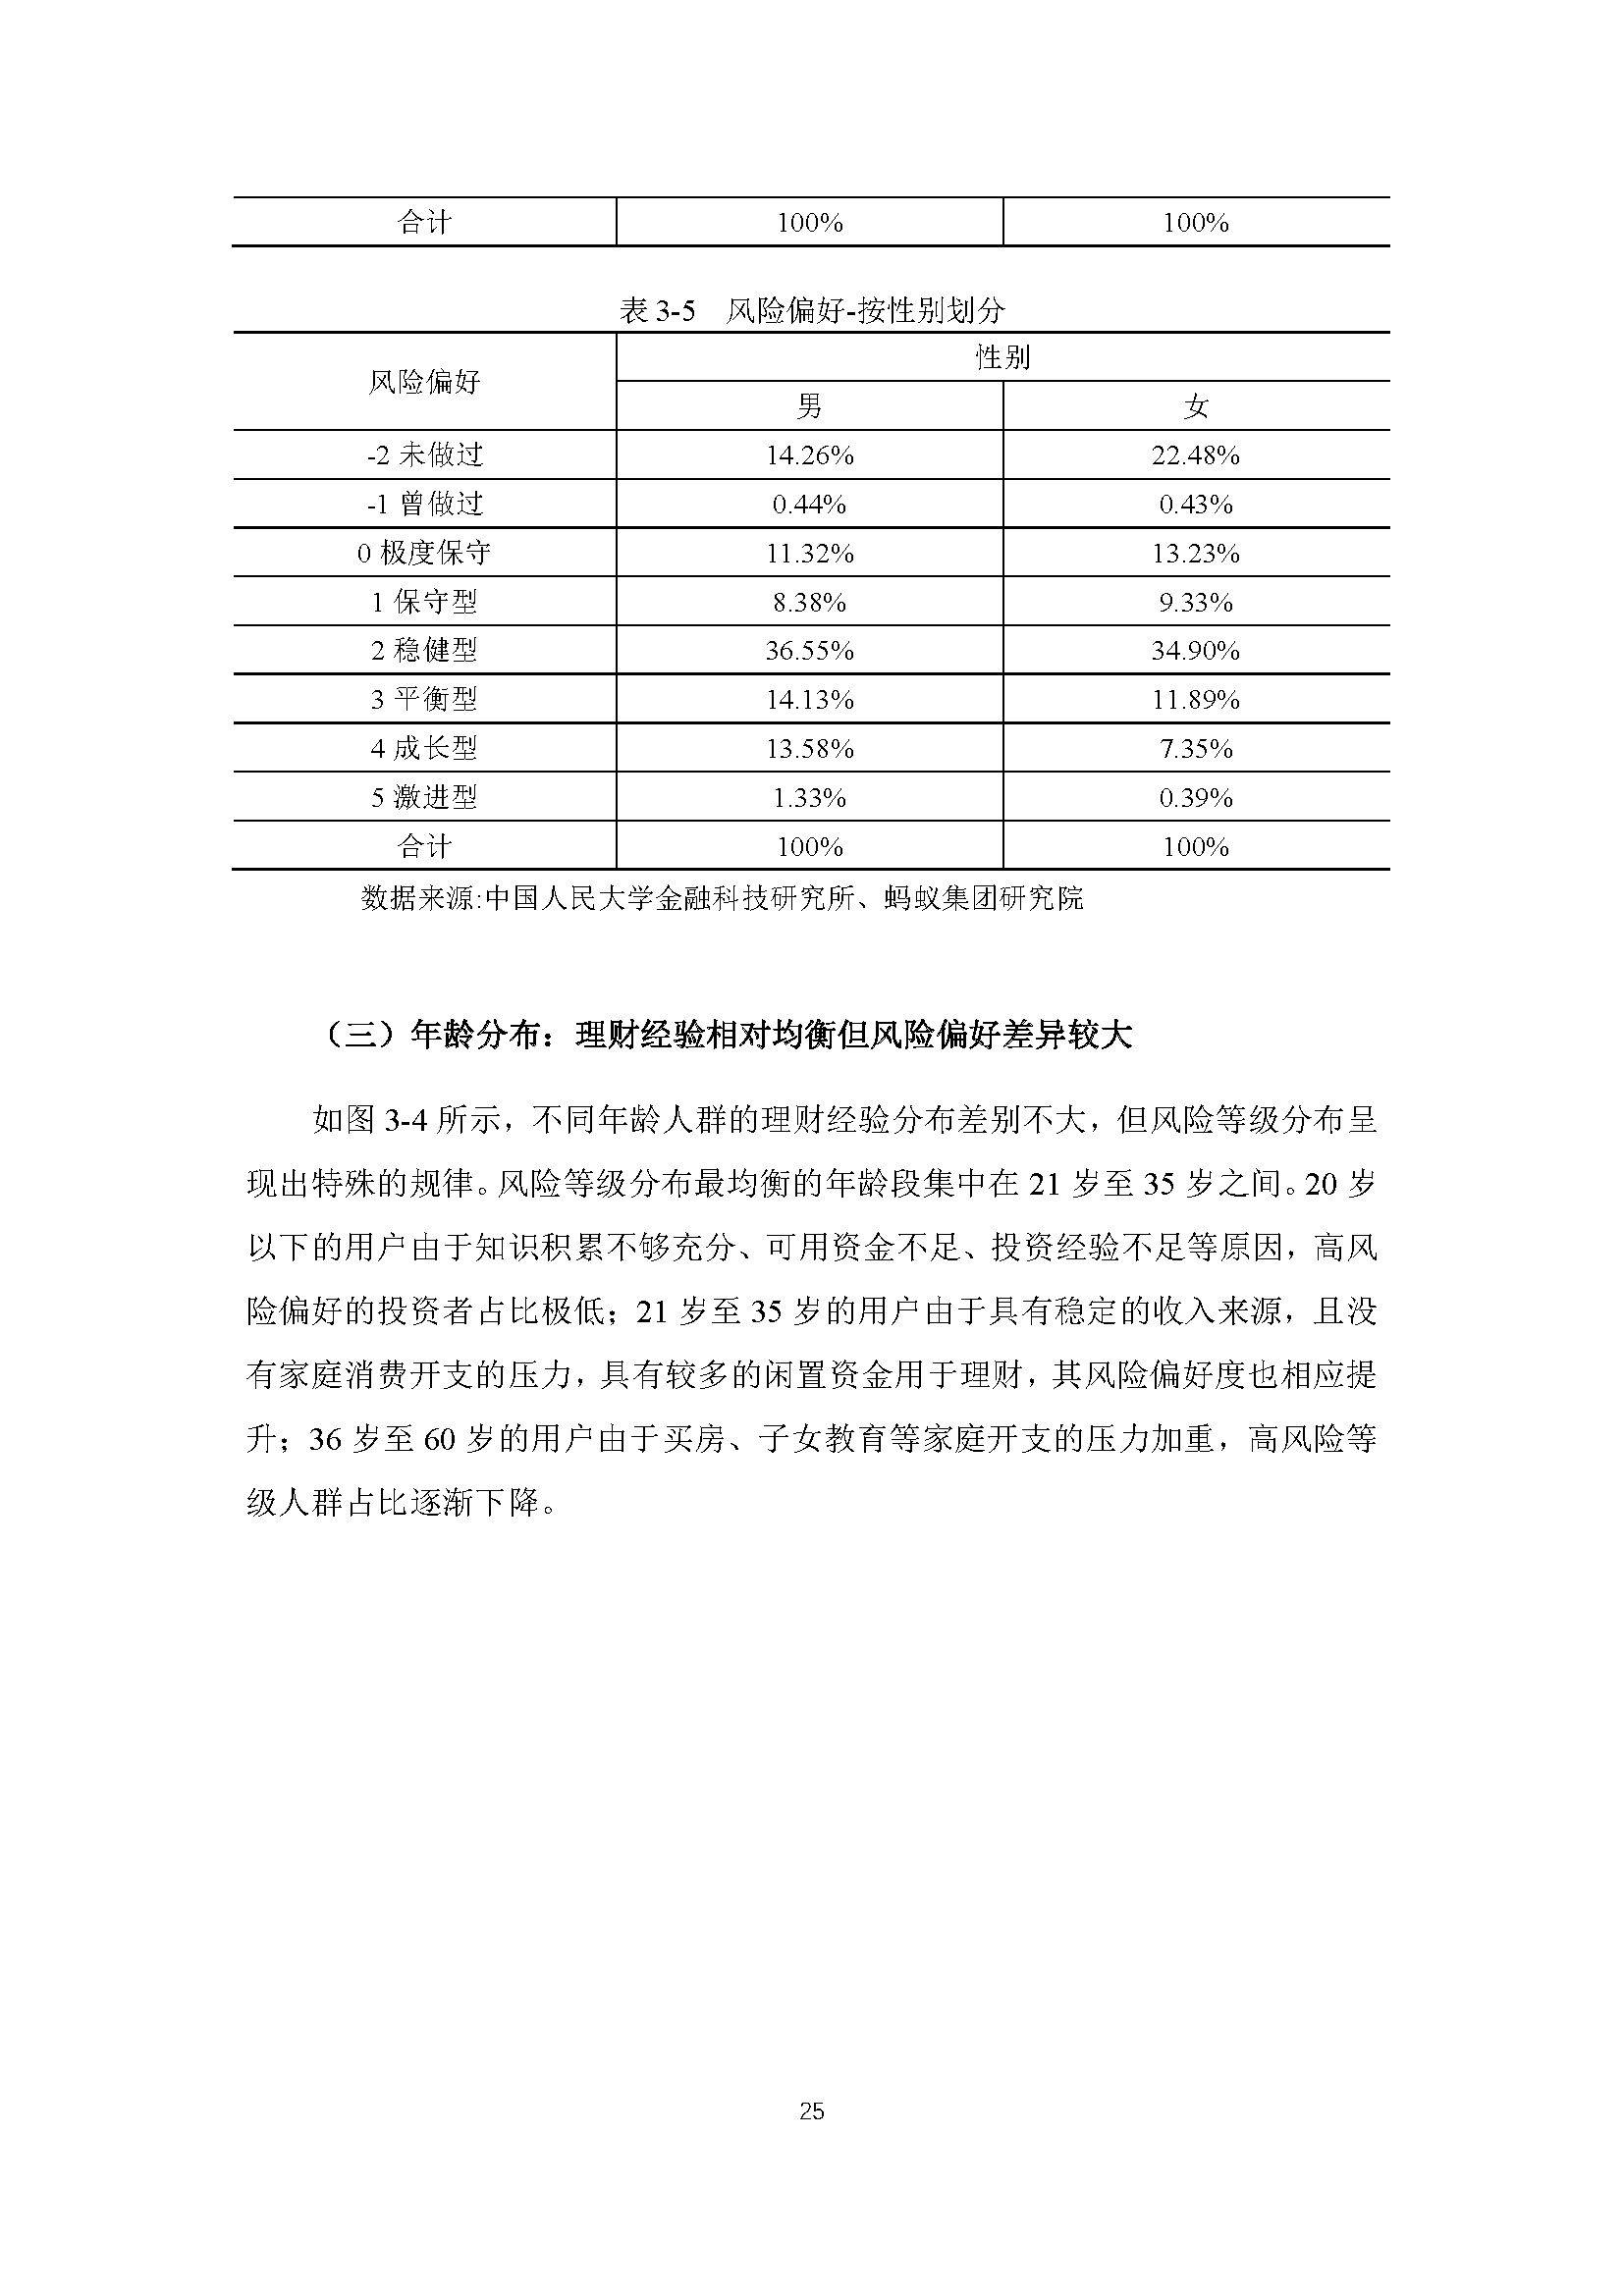 合计 100% 100%
表 3-5 风险偏好-按性别划分
风险偏好 性别
男 女
-2 未做过 14.26% 22.48%
-1 曾做过 0.44% 0.43%
0 极度保守 11.32% 13.23%
1 保守型 8.38% 9.33%
2 稳健型 36.55% 34.90%
3 平衡型 14.13% 11.89%
4 成长型 13.58% 7.35%
5 激进型 1.33% 0.39%
合计 100% 100%
数据来源:中国人民大学金融科技研究所、蚂蚁集团研究院
（三）年龄分布：理财经验相对均衡但风险偏好差异较大
如图 3-4 所示，不同年龄人群的理财经验分布差别不大，但风险等级分布呈
现出特殊的规律。风险等级分布最均衡的年龄段集中在 21 岁至 35 岁之间。20 岁
以下的用户由于知识积累不够充分、可用资金不足、投资经验不足等原因，高风
险偏好的投资者占比极低；21 岁至 35 岁的用户由于具有稳定的收入来源，且没
有家庭消费开支的压力，具有较多的闲置资金用于理财，其风险偏好度也相应提
升；36 岁至 60 岁的用户由于买房、子女教育等家庭开支的压力加重，高风险等
级人群占比逐渐下降。
25